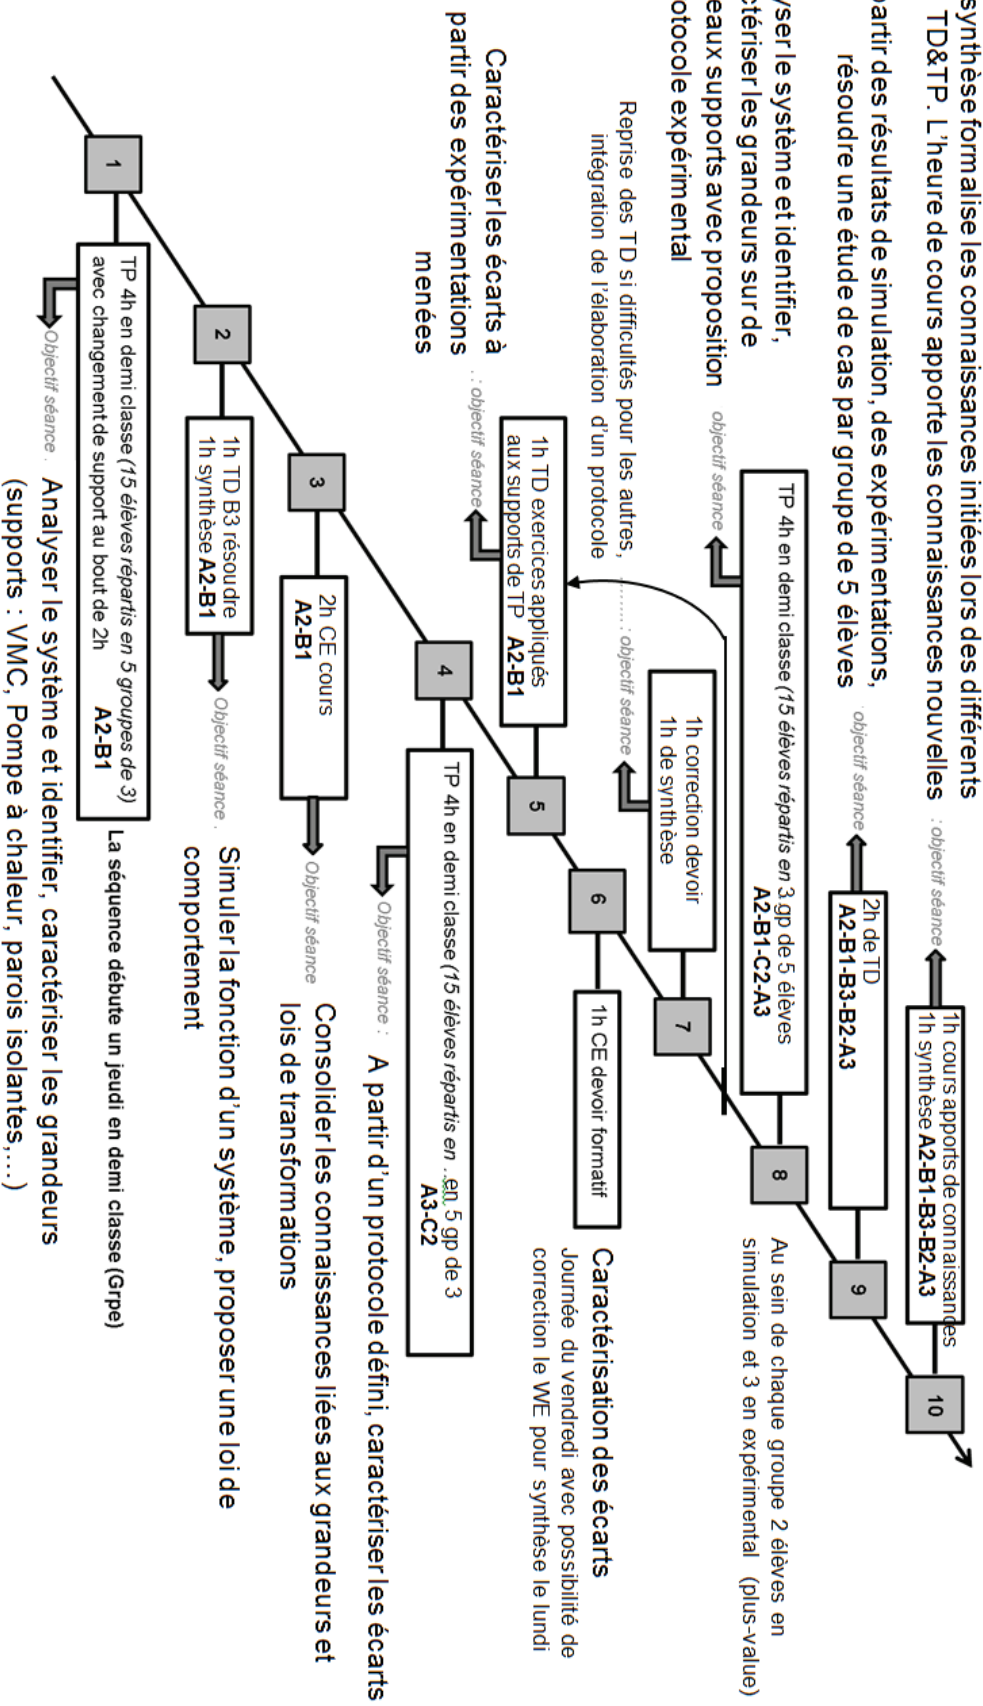 synthèse formalise les connaissances initiées lors des différents
TD&TP. L'heure de cours apporte les connaissances nouvelles
: objectif séance
1h cours apports de connaissances
1h synthèse A2-B1-B3-B2-A3
10
partir des résultats de simulation, des expérimentations,
résoudre une étude de cas par groupe de 5 élèves
objectif séance
2h de TD
A2-B1-B3-B2-A3
9
yser le système et identifier,
ctériser les grandeurs sur de
eaux supports avec proposition
otocole expérimental
objectif séance
TP 4h en demi classe (15 élèves répartis en 3 gp de 5 élèves
A2-B1-C2-A3
8
Au sein de chaque groupe 2 élèves en
simulation et 3 en expérimental (plus-value)
Reprise des TD si difficultés pour les autres,
intégration de l'élaboration d'un protocole
........: objectif séance
1h correction devoir
1h de synthèse
7
6
1h CE devoir formatif
Caractérisation des écarts
Journée du vendredi avec possibilité de
correction le WE pour synthèse le lundi
Caractériser les écarts à
partir des expérimentations
menées
..: objectif séance
1h TD exercices appliqués
aux supports de TP A2-B1
5
4
TP 4h en demi classe (15 élèves répartis en ...en 5 gp de 3
A3-C2
Objectif séance :
A partir d'un protocole défini, caractériser les écarts
3
2h CE cours
A2-B1
Objectif séance
Consolider les connaissances liées aux grandeurs et
lois de transformations
2
1h TD B3 résoudre
1h synthèse A2-B1
Objectif séance .
Simuler la fonction d'un système, proposer une loi de
comportement
1
TP 4h en demi classe (15 élèves répartis en 5 groupes de 3)
avec changement de support au bout de 2h A2-B1
La séquence débute un jeudi en demi classe (Grpe)
Objectif séance .
Analyser le système et identifier, caractériser les grandeurs
(supports : VMC, Pompe à chaleur, parois isolantes,...)